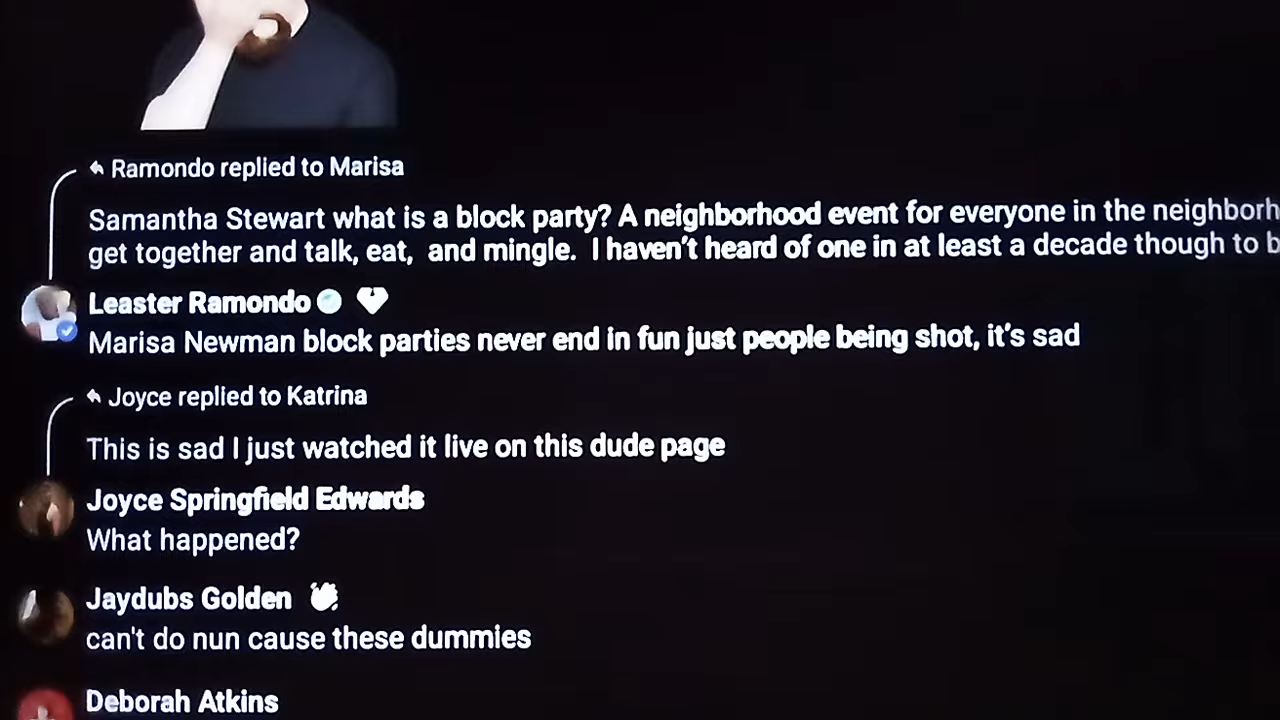 Ramondo replied to Marisa
Samantha Stewart what is a block party? A neighborhood event for everyone in the
get together and talk, eat, and mingle. I haven't heard of one in at least a decade though to
Leaster Ramondo
Marisa Newman block parties never end in fun just people being shot, it's sad
Joyce replied to Katrina
This is sad I just watched it live on this dude page
Joyce Springfield Edwards
What happened?
Jaydubs Golden
can't do nun cause these dummies
Deborah Atkins